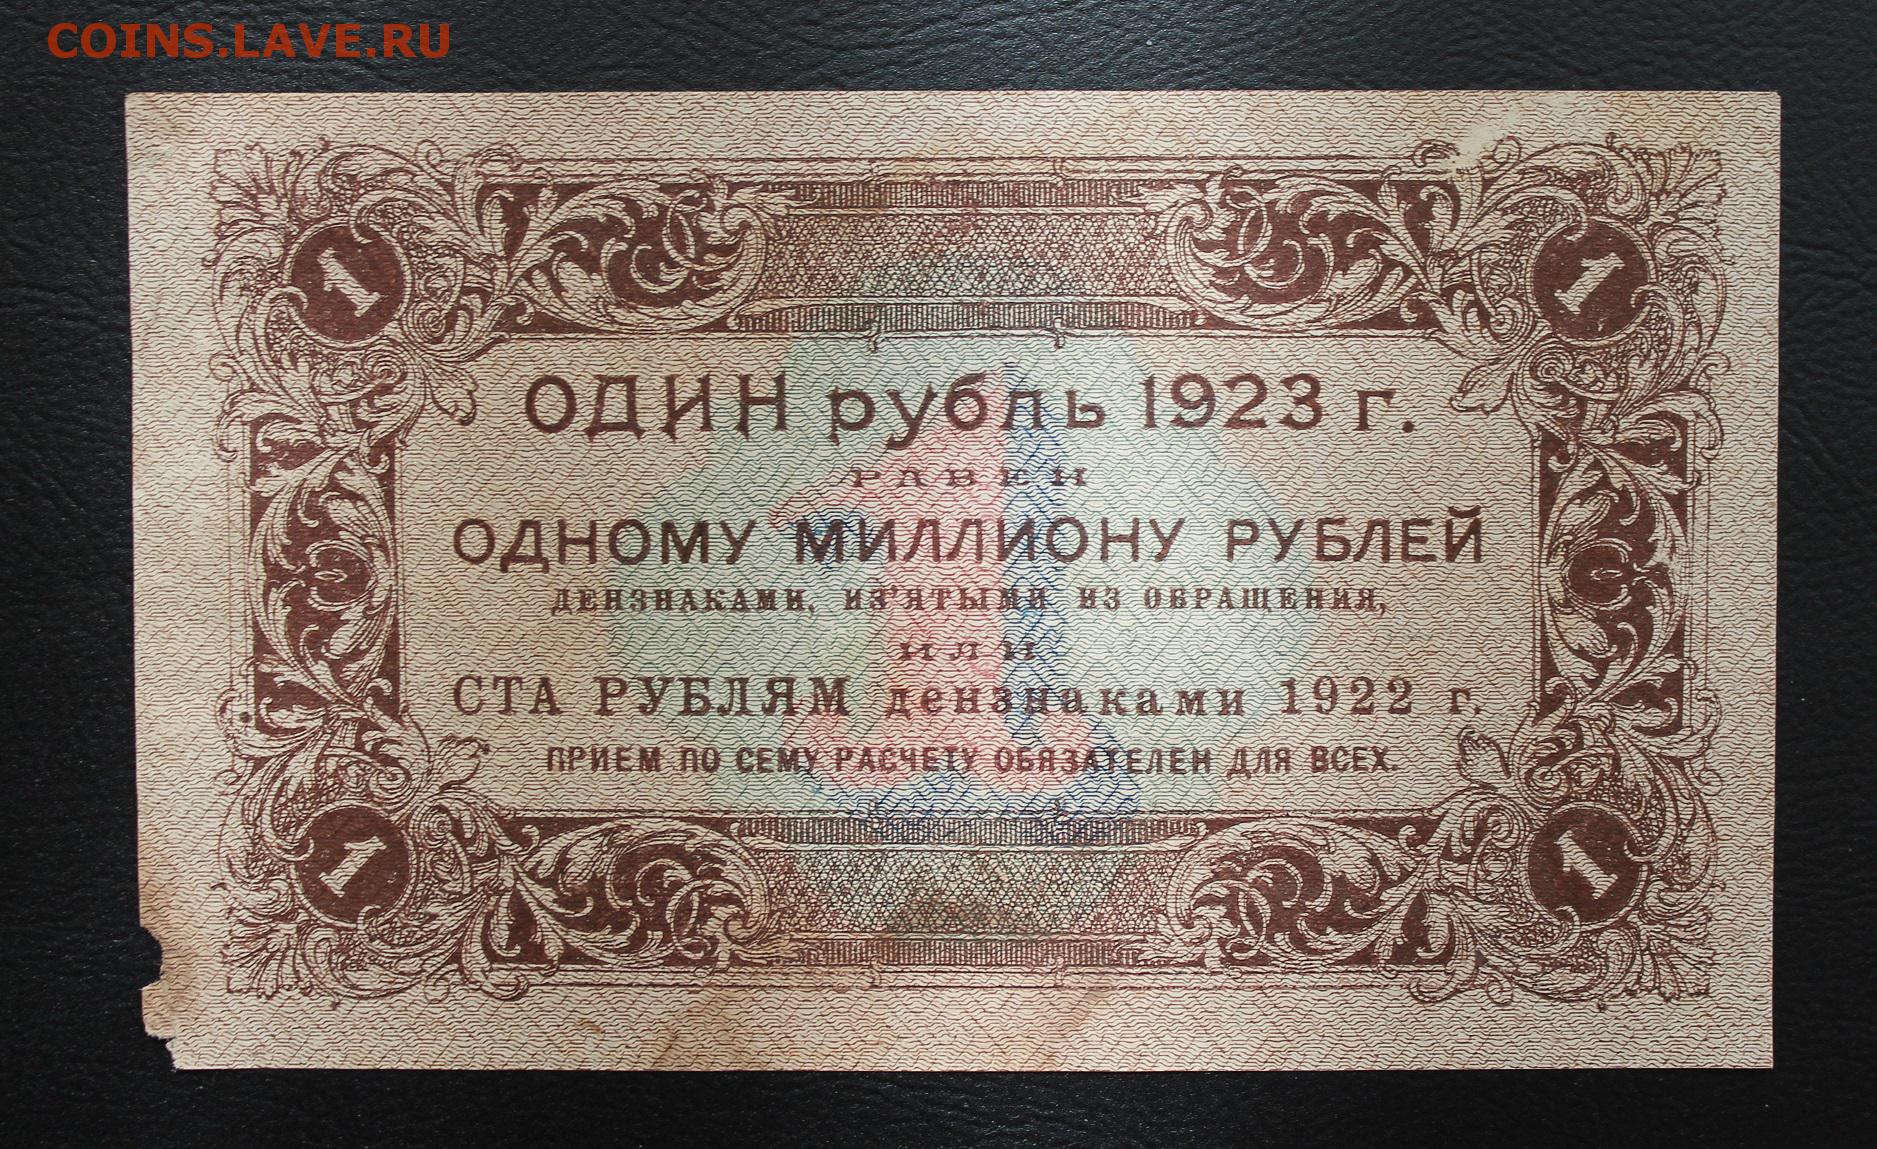 COINS.LAVE.RU
1 1
ОДИН рубль 1923 г.
РАВЕН
ОДНОМУ МИЛЛИОНУ РУБЛЕЙ
ДЕНЗНАКАМИ, ИЗ'ЯТЫМИ ИЗ ОБРАЩЕНИЯ,
ИЛИ
СТА РУБЛЯМ дензнаками 1922 г.
ПРИЕМ ПО СЕМУ РАСЧЕТУ ОБЯЗАТЕЛЕН ДЛЯ ВСЕХ.
1
1 1